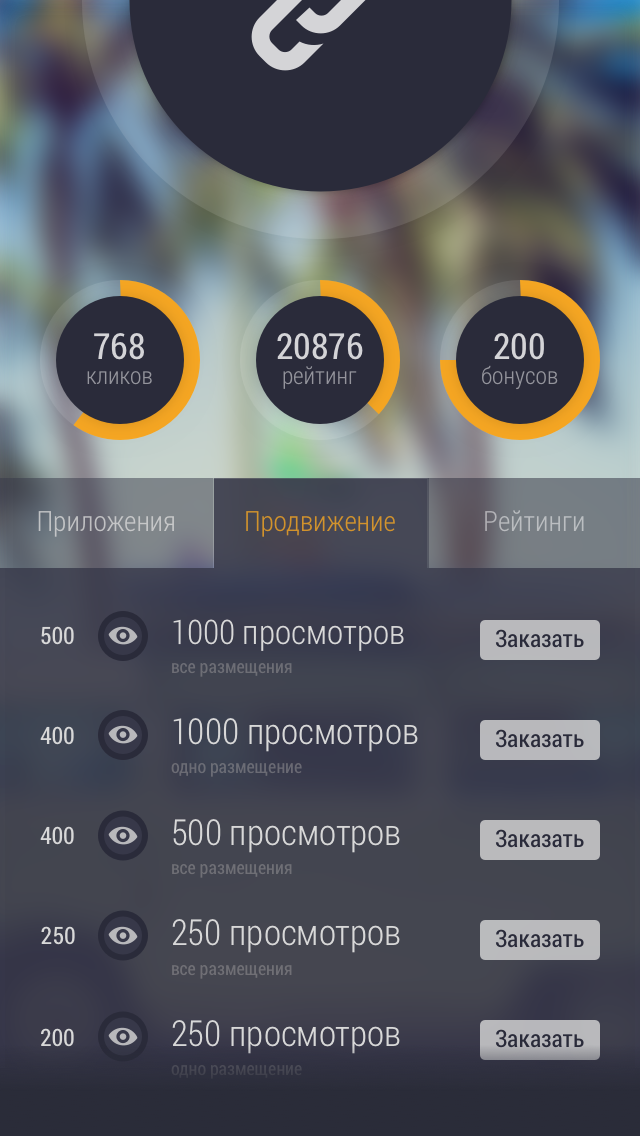 768 20876 200
кликов рейтинг бонусов
Приложения Продвижение Рейтинги
500 1000 просмотров Заказать
все размещения
400 1000 просмотров Заказать
одно размещение
400 500 просмотров Заказать
все размещения
250 250 просмотров Заказать
все размещения
200 250 просмотров Заказать
одно размещение